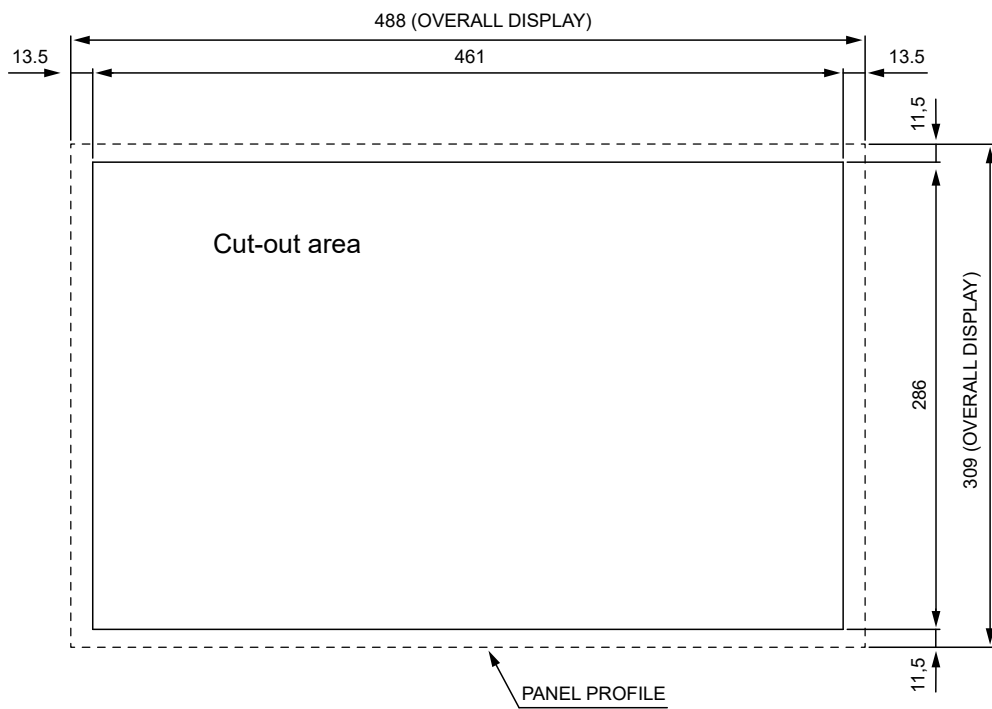 488 (OVERALL DISPLAY)
13.5
461
13.5
11,5
Cut-out area
286
309 (OVERALL DISPLAY)
11,5
PANEL PROFILE